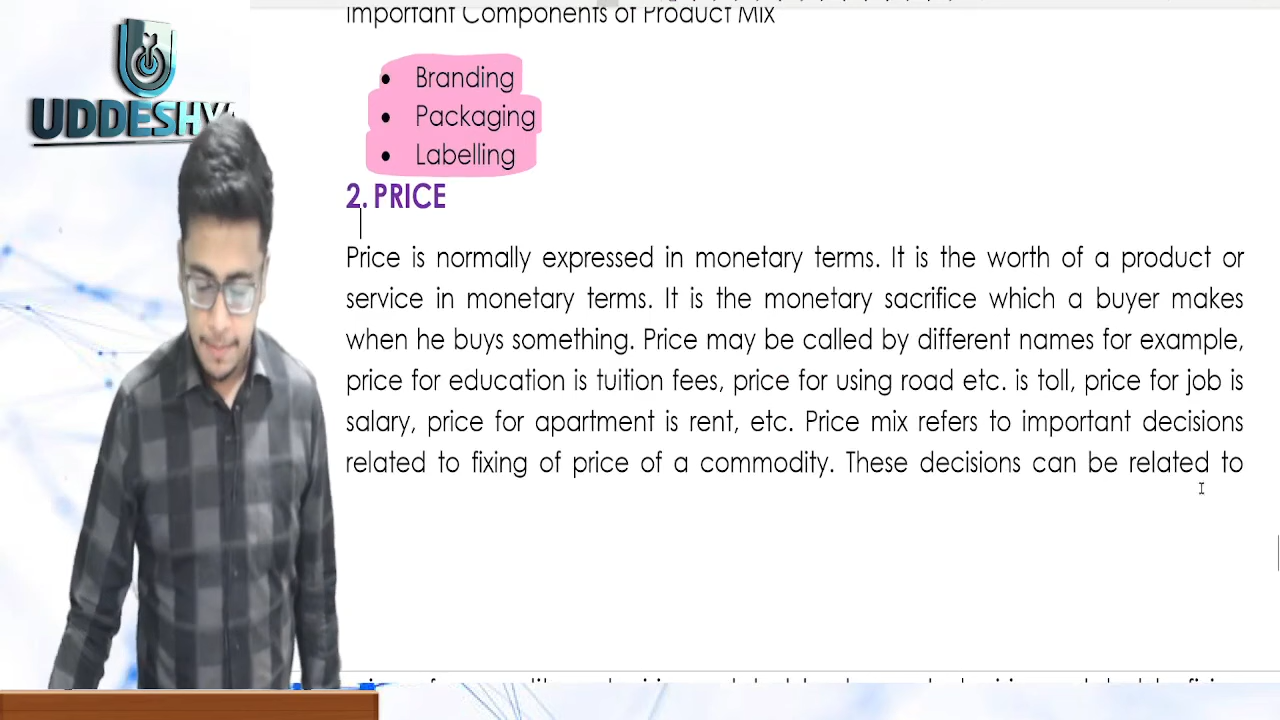 Important Components of Product Mix
UDDESHY
• Branding
• Packaging
• Labelling
2. PRICE
Price is normally expressed in monetary terms. It is the worth of a product or
service in monetary terms. It is the monetary sacrifice which a buyer makes
when he buys something. Price may be called by different names for example,
price for education is tuition fees, price for using road etc. is toll, price for job is
salary, price for apartment is rent, etc. Price mix refers to important decisions
related to fixing of price of a commodity. These decisions can be related to